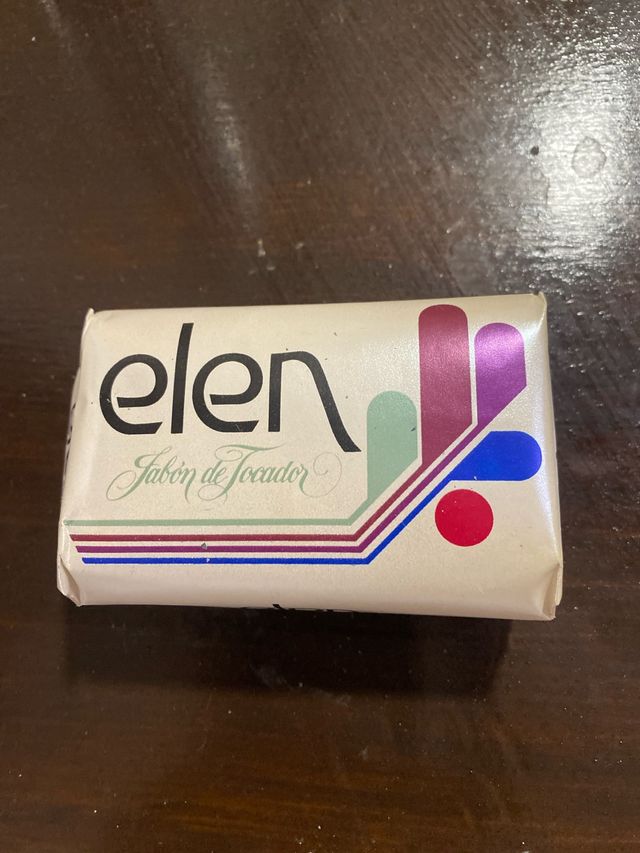 elen
Jabón de Tocador